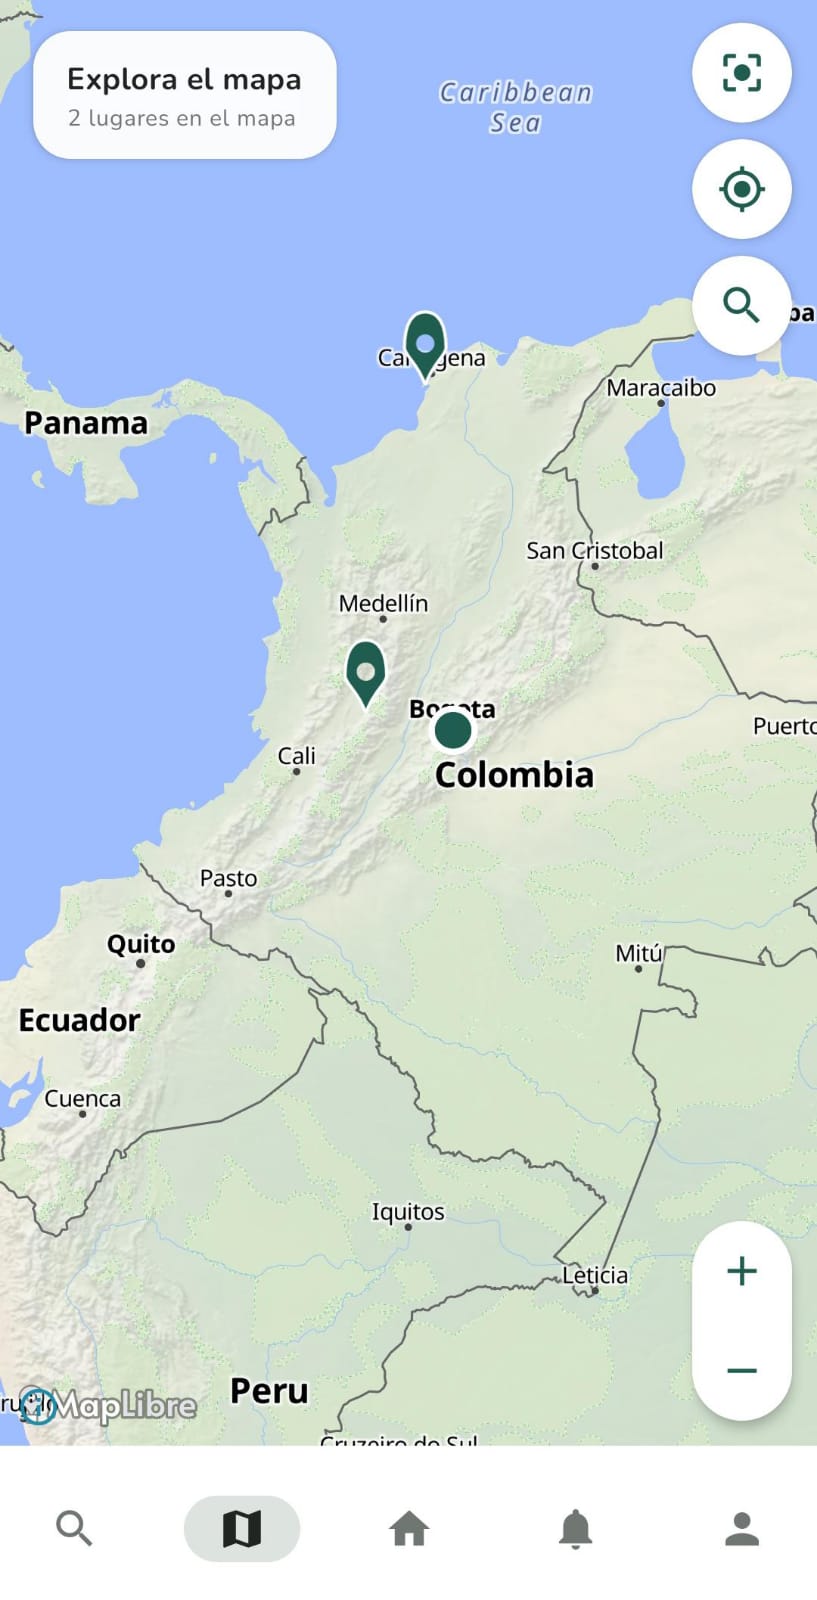 Explora el mapa
2 lugares en el mapa
Caribbean
Sea
Maracaibo
Panama
San Cristobal
Medellín
Colombia
Cali
Pasto
Quito
Mitú
Ecuador
Cuenca
Iquitos
Leticia
Peru
MapLibre